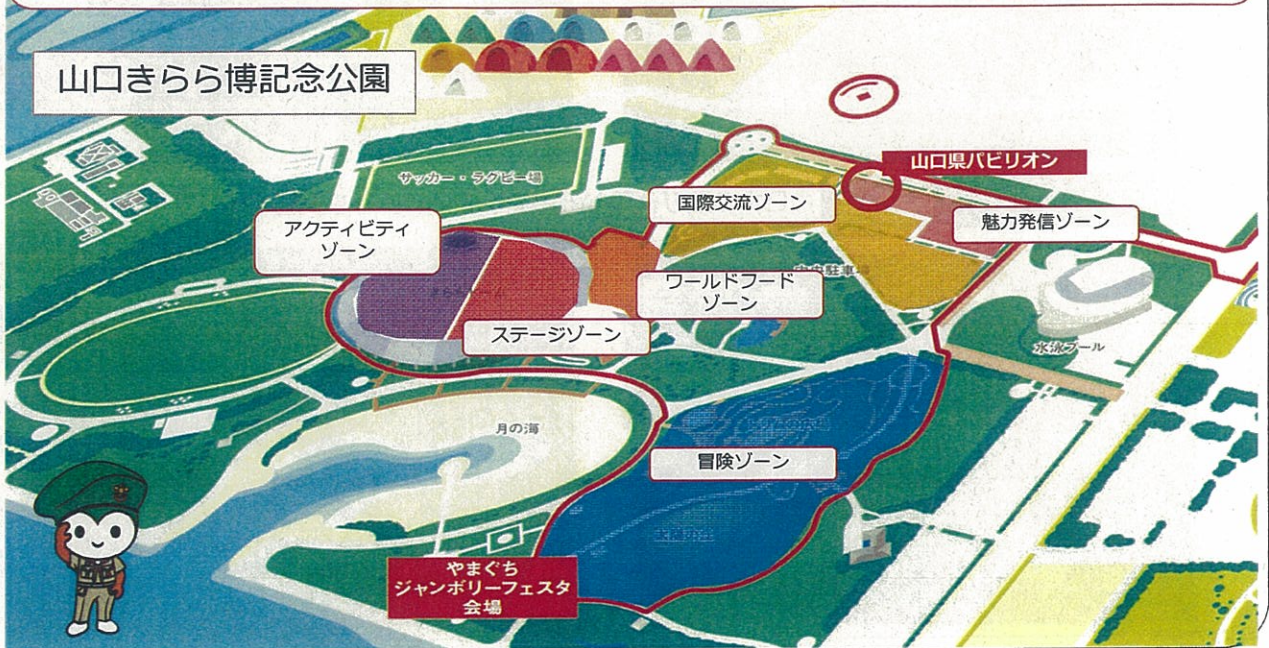 山口きらら博記念公園
山口県パビリオン
サッカー・ラグビー場
国際交流ゾーン
魅力発信ゾーン
アクティビティ
ゾーン
ワールドフード
ゾーン
ステージゾーン
水泳プール
月の海
冒険ゾーン
やまぐち
ジャンボリーフェスタ
会場